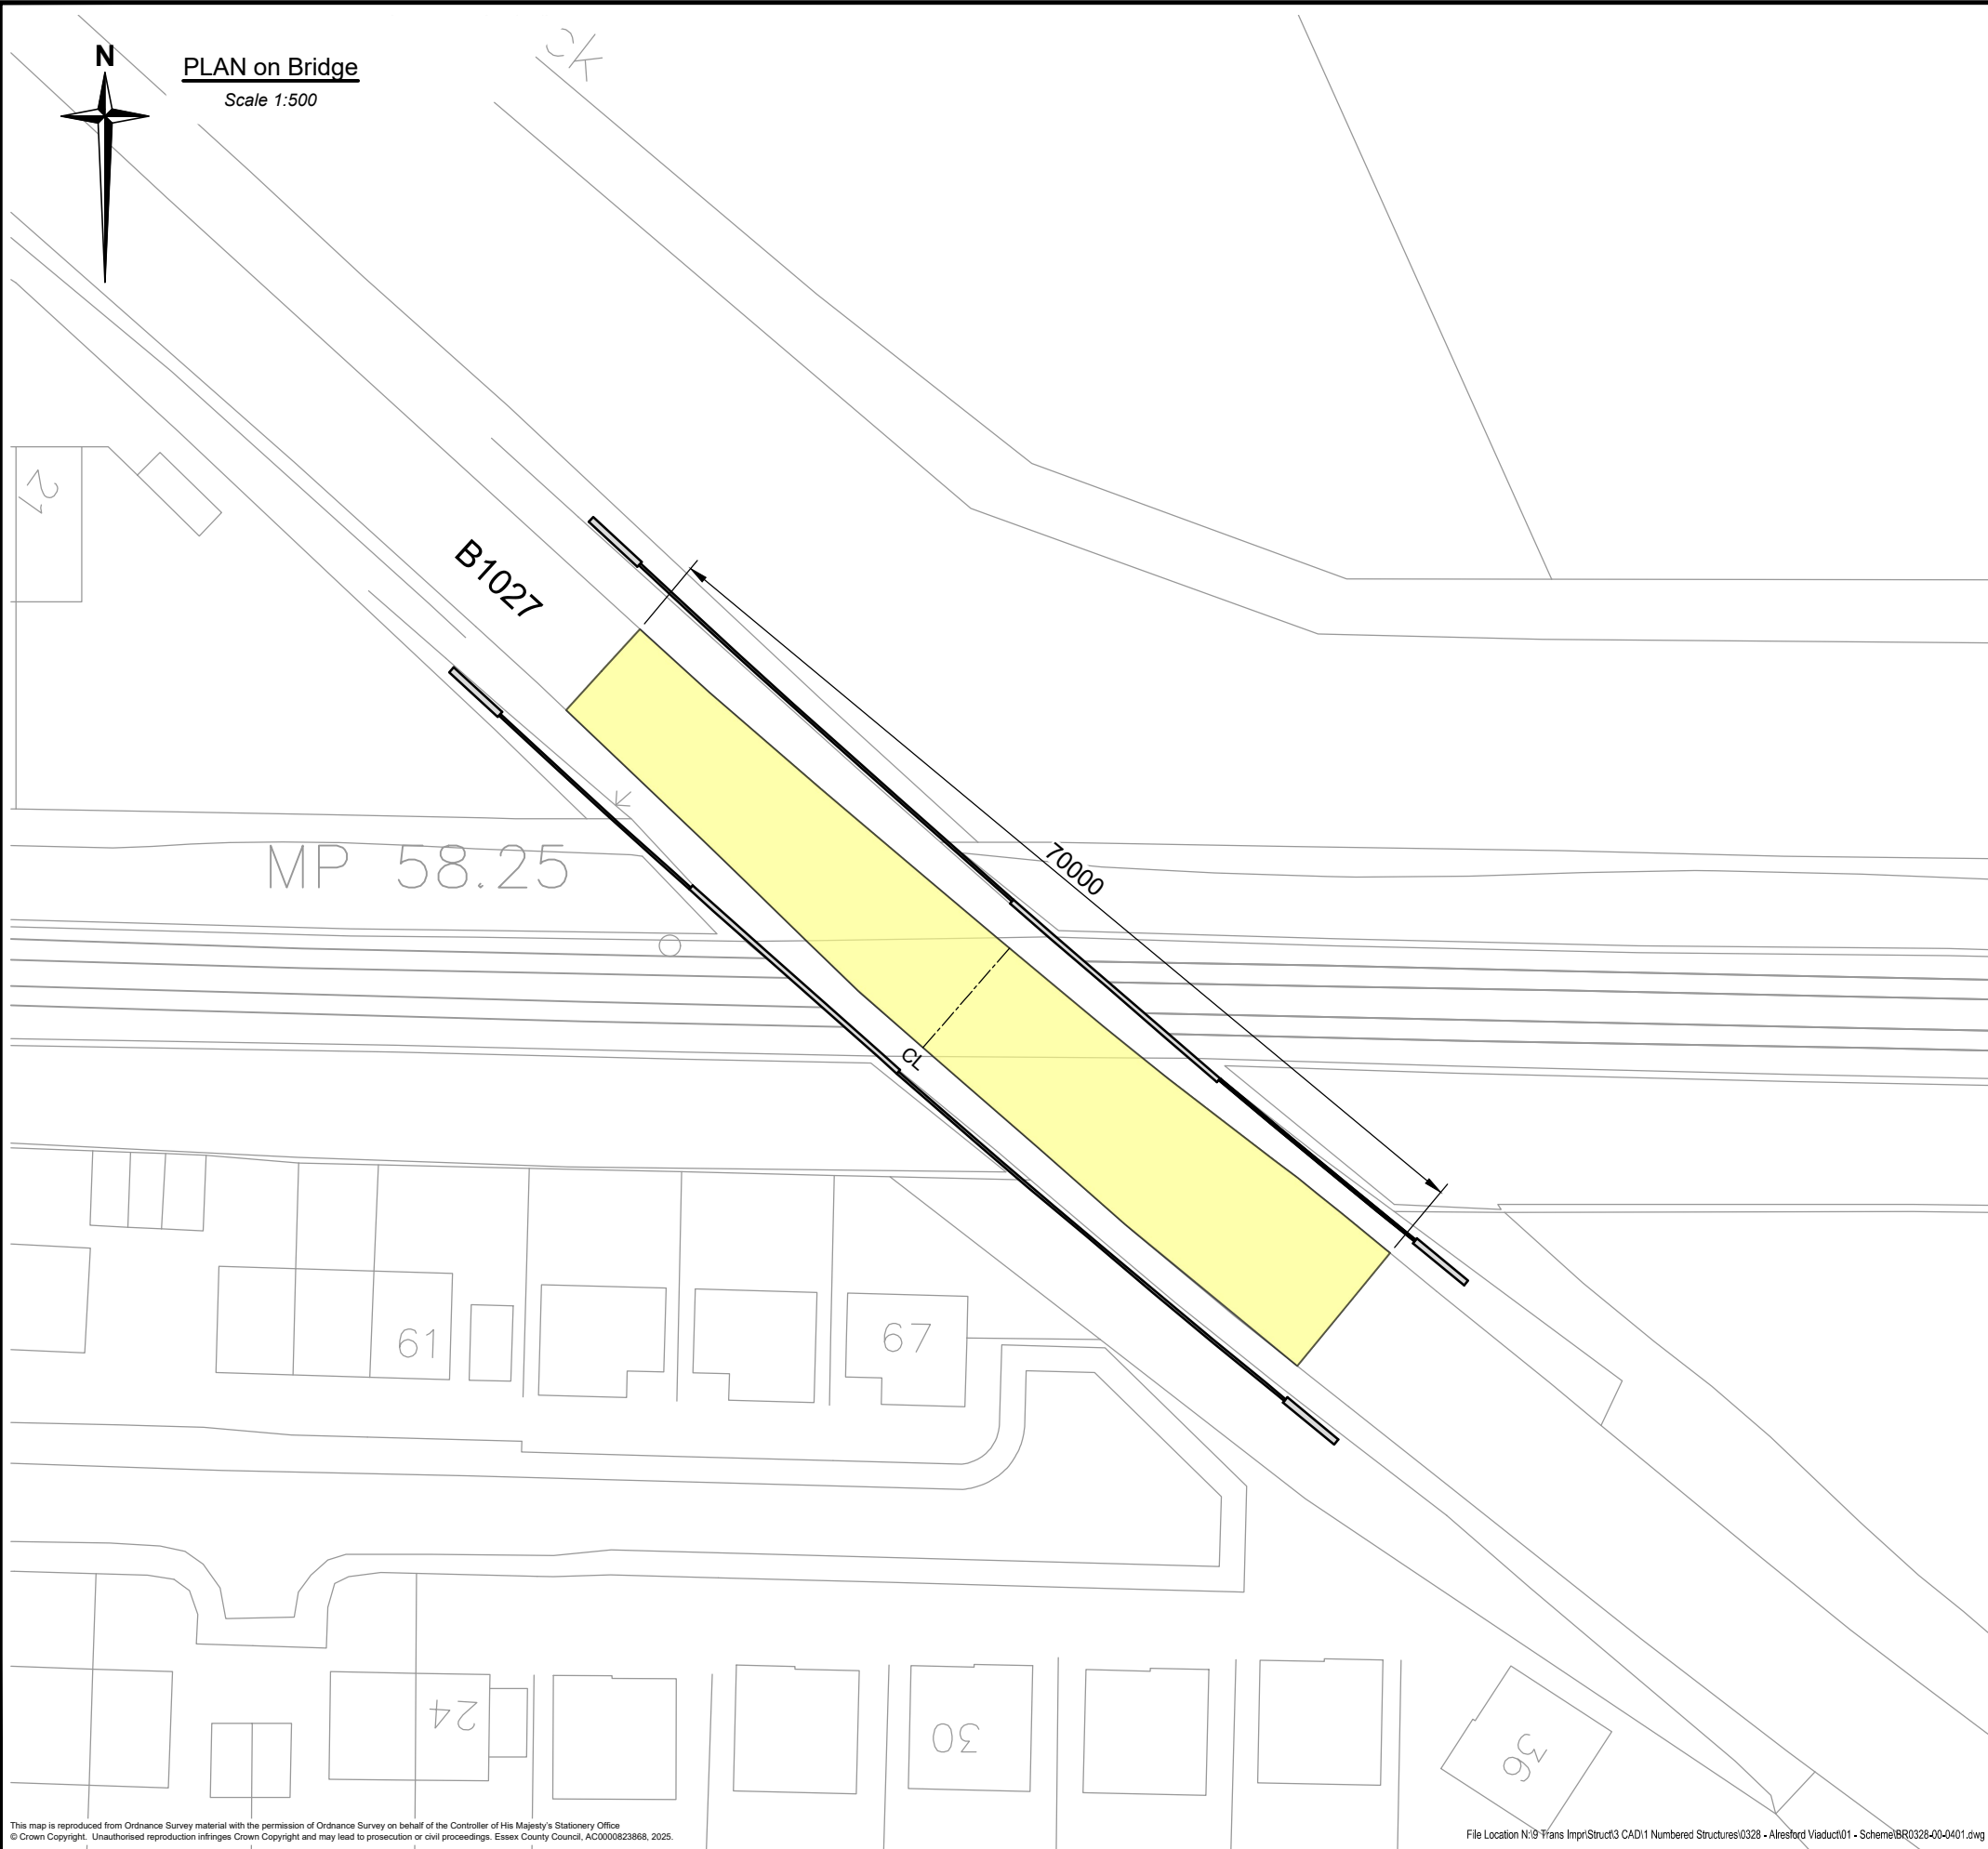 N
PLAN on Bridge
Scale 1:500
CK
21
B1027
70000
MP 58.25
CL
61
67
24
30
36
This map is reproduced from Ordnance Survey material with the permission of Ordnance Survey on behalf of the Controller of His Majesty's Stationery Office
© Crown Copyright. Unauthorised reproduction infringes Crown Copyright and may lead to prosecution or civil proceedings. Essex County Council, AC0000823868, 2025.
File Location N:\9 Trans Impr\Struct\3 CAD\1 Numbered Structures\0328 - Alresford Viaduct\01 - Scheme\BR0328-00-0401.dwg